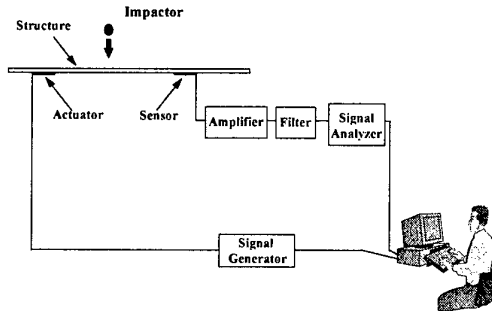 Impactor
Structure
Actuator
Sensor
Amplifier
Filter
Signal
Analyzer
Signal
Generator